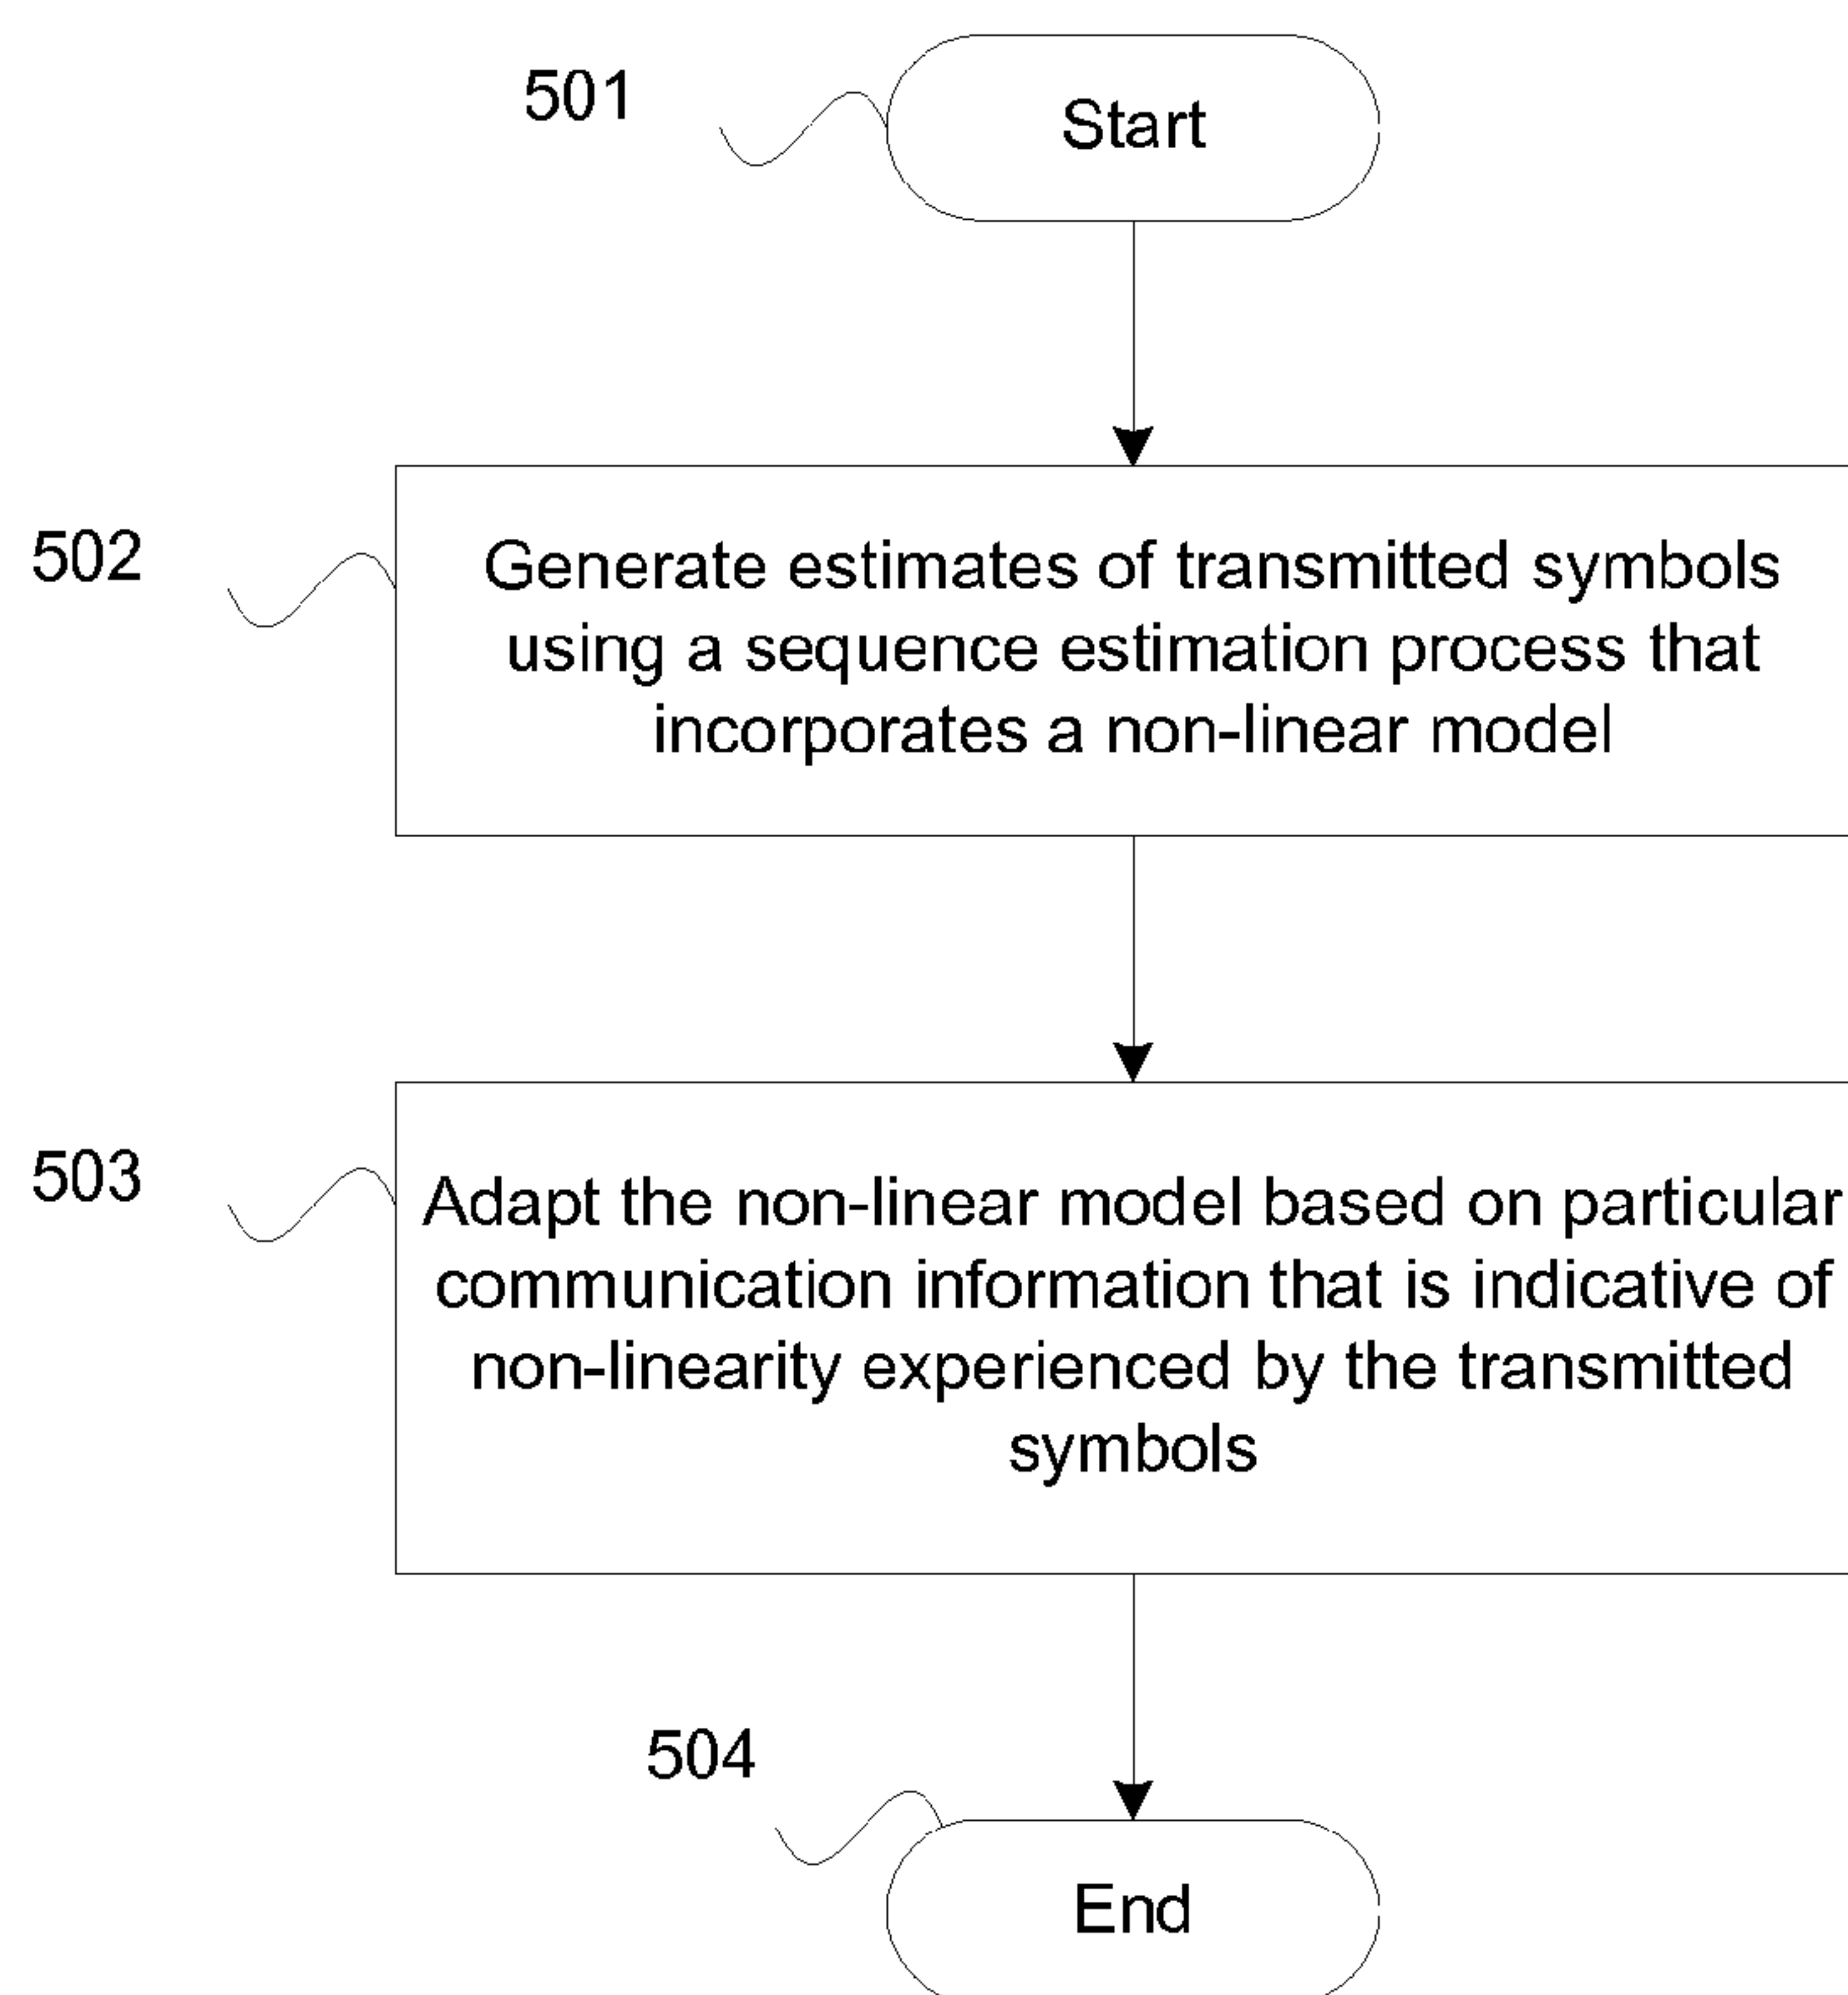 501
Start
502
Generate estimates of transmitted symbols
using a sequence estimation process that
incorporates a non-linear model
503
Adapt the non-linear model based on particular
communication information that is indicative of
non-linearity experienced by the transmitted
symbols
504
End